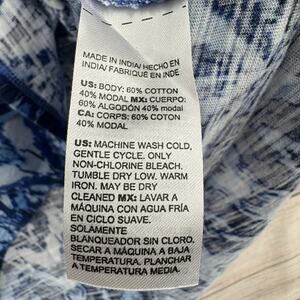 MADE IN INDIA/ HECHO EN
INDIA/ FABRIQUÉ EN INDE
US: BODY: 60% COTTON
40% MODAL MX: CUERPO:
60% ALGODÓN 40% modal
CA: CORPS: 60% COTON
40% MODAL
US: MACHINE WASH COLD,
GENTLE CYCLE. ONLY
NON-CHLORINE BLEACH.
TUMBLE DRY LOW. WARM
IRON. MAY BE DRY
CLEANED MX: LAVAR A
MÁQUINA CON AGUA FRÍA
EN CICLO SUAVE.
SOLAMENTE
BLANQUEADOR SIN CLORO.
SECAR A MÁQUINA A BAJA
TEMPERATURA. PLANCHAR
A TEMPERATURA MEDIA.